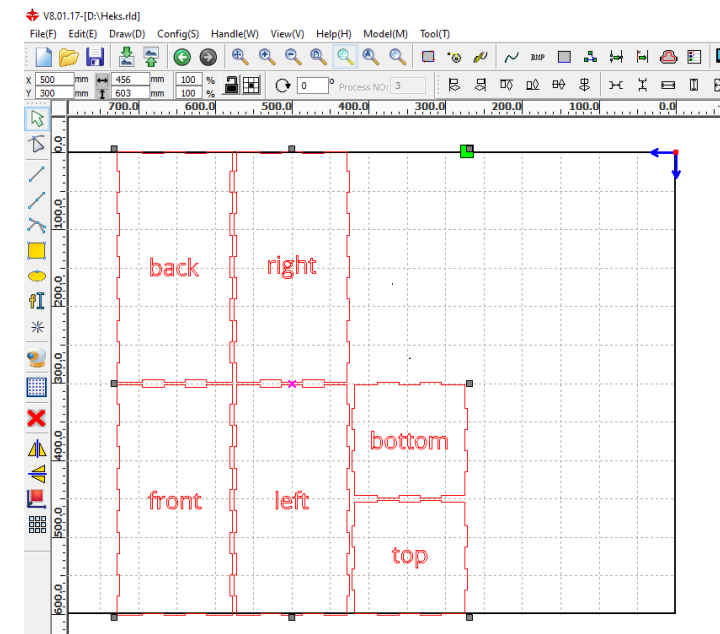 V8.01.17-[D:\Heks.rld]
File(F) Edit(E) Draw(D) Config(S) Handle(W) View(V) Help(H) Model(M) Tool(T)
BMP
X 500 mm 456 mm 100 %
Y 300 mm 603 mm 100 %
0 ° Process NO: 3
700.0 600.0 500.0 400.0 300.0 200.0 100.0 0.0
0.0
100.0
200.0
300.0
400.0
500.0
600.0
back right
bottom
front left
top